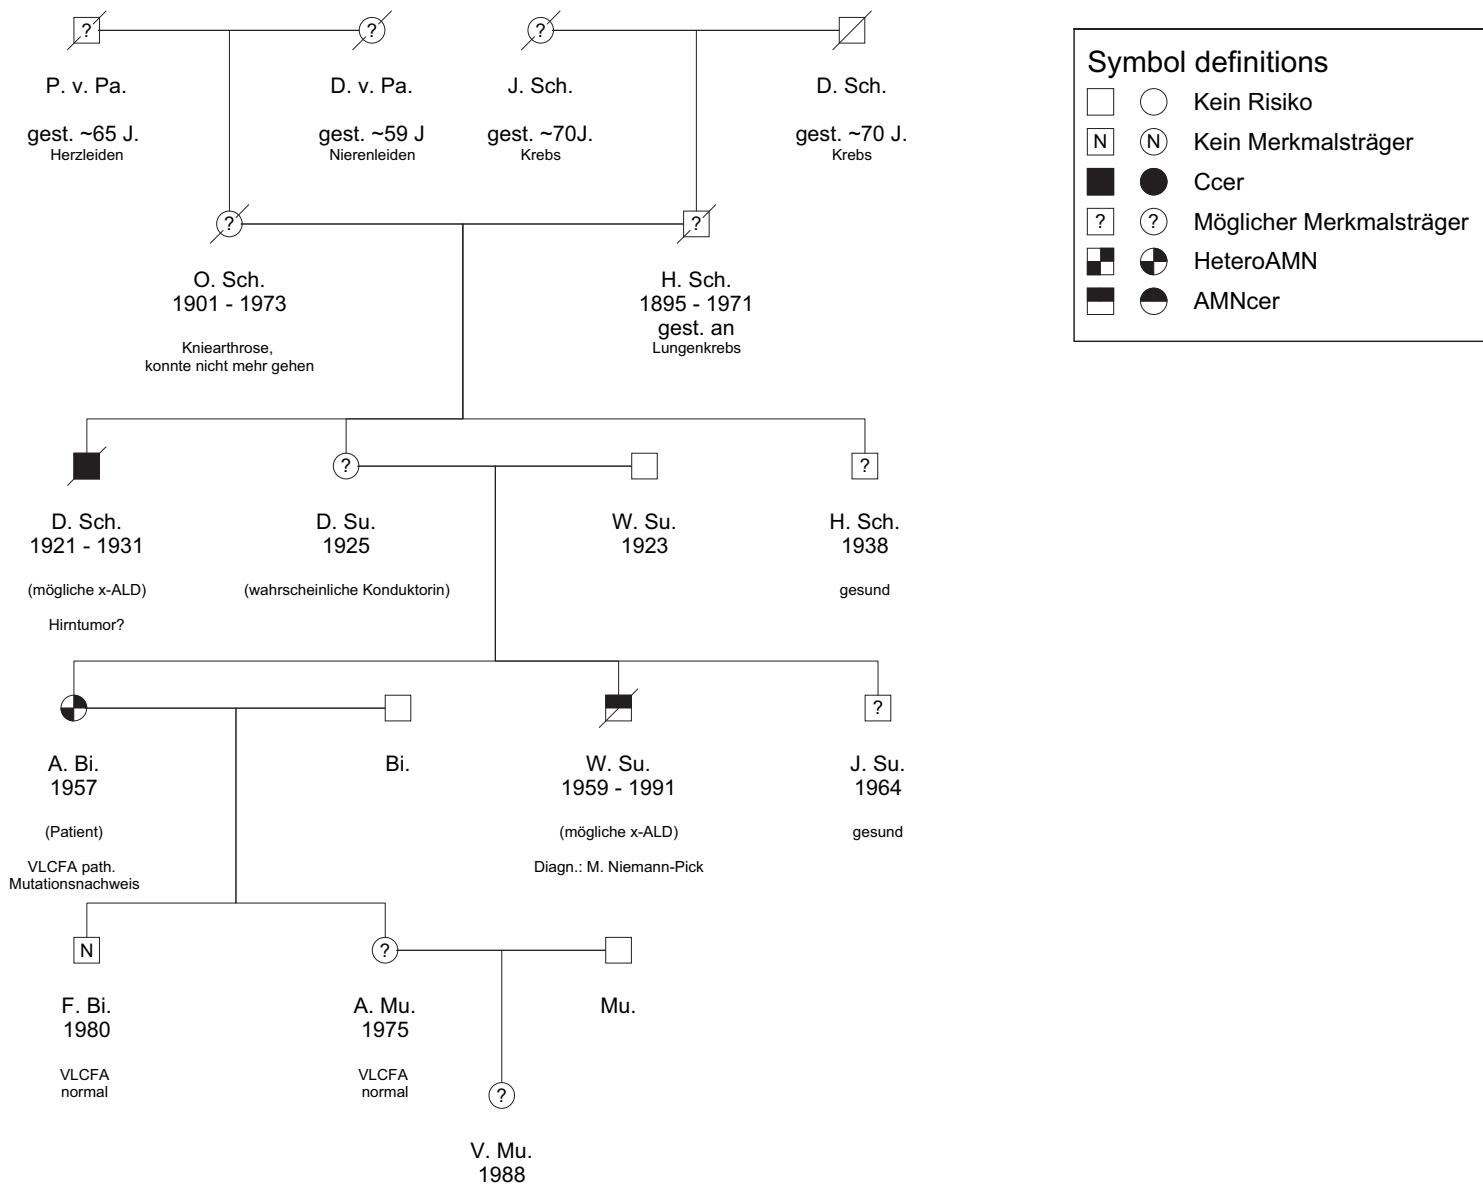 ?
?
?
P. v. Pa.
D. v. Pa.
J. Sch.
D. Sch.
gest. ~65 J.
gest. ~59 J
gest. ~70J.
gest. ~70 J.
Herzleiden
Nierenleiden
Krebs
Krebs
Symbol definitions
Kein Risiko
N N Kein Merkmalsträger
Ccer
? ? Möglicher Merkmalsträger
HeteroAMN
AMNcer
?
?
O. Sch.
1901 - 1973
Kniearthrose,
konnte nicht mehr gehen
H. Sch.
1895 - 1971
gest. an
Lungenkrebs
?
?
D. Sch.
1921 - 1931
(mögliche x-ALD)
Hirntumor?
D. Su.
1925
(wahrscheinliche Konduktorin)
W. Su.
1923
H. Sch.
1938
gesund
?
A. Bi.
1957
(Patient)
VLCFA path.
Mutationsnachweis
Bi.
W. Su.
1959 - 1991
(mögliche x-ALD)
Diagn.: M. Niemann-Pick
J. Su.
1964
gesund
N
?
F. Bi.
1980
VLCFA
normal
A. Mu.
1975
VLCFA
normal
Mu.
?
V. Mu.
1988